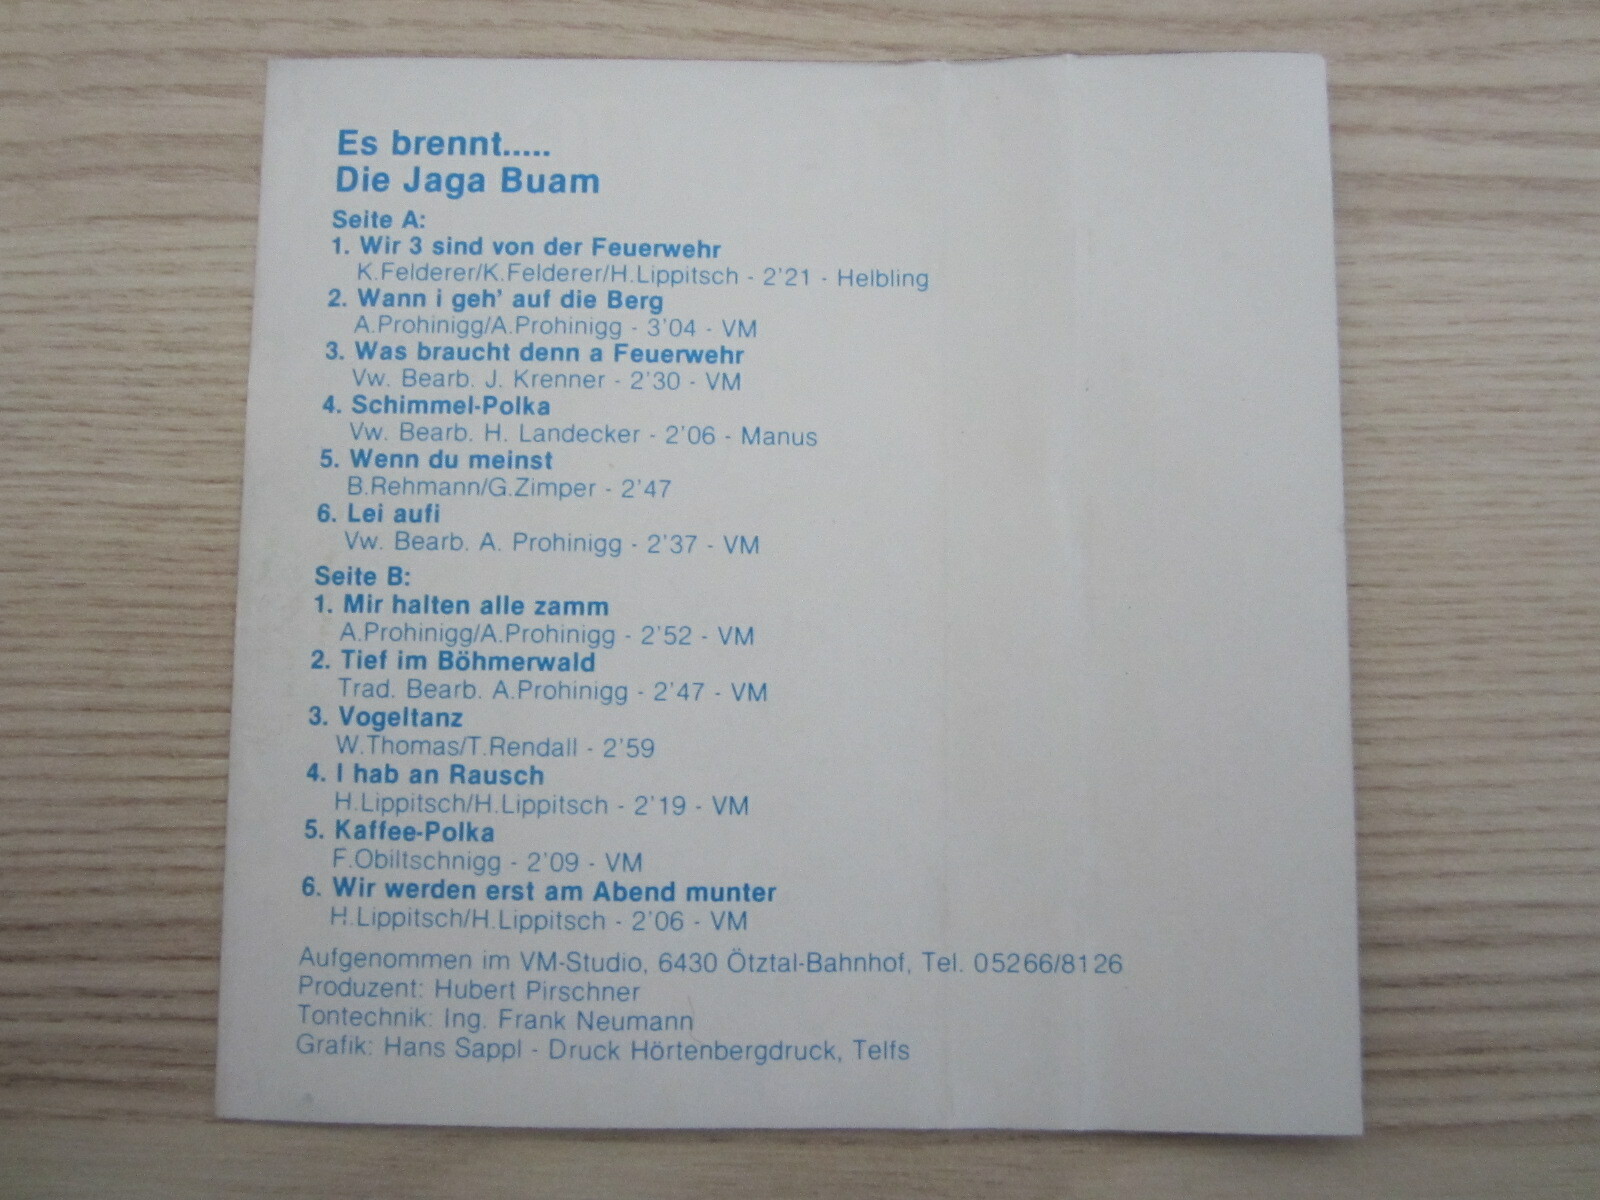 Es brennt.....
Die Jaga Buam
Seite A:
1. Wir 3 sind von der Feuerwehr
K.Felderer/K.Felderer/H.Lippitsch - 2'21 - Helbling
2. Wann i geh' auf die Berg
A.Prohinigg/A.Prohinigg - 3'04 - VM
3. Was braucht denn a Feuerwehr
Vw. Bearb. J. Krenner - 2'30 - VM
4. Schimmel-Polka
Vw. Bearb. H. Landecker - 2'06 - Manus
5. Wenn du meinst
B.Rehmann/G.Zimper - 2'47
6. Lei aufi
Vw. Bearb. A. Prohinigg - 2'37 - VM
Seite B:
1. Mir halten alle zamm
A.Prohinigg/A.Prohinigg - 2'52 - VM
2. Tief im Böhmerwald
Trad. Bearb. A.Prohinigg - 2'47 - VM
3. Vogeltanz
W.Thomas/T.Rendall - 2'59
4. I hab an Rausch
H.Lippitsch/H.Lippitsch - 2'19 - VM
5. Kaffee-Polka
F.Obiltschnigg - 2'09 - VM
6. Wir werden erst am Abend munter
H.Lippitsch/H.Lippitsch - 2'06 - VM
Aufgenommen im VM-Studio, 6430 Ötztal-Bahnhof, Tel. 05266/8126
Produzent: Hubert Pirschner
Tontechnik: Ing. Frank Neumann
Grafik: Hans Sappl - Druck Hörtenbergdruck, Telfs